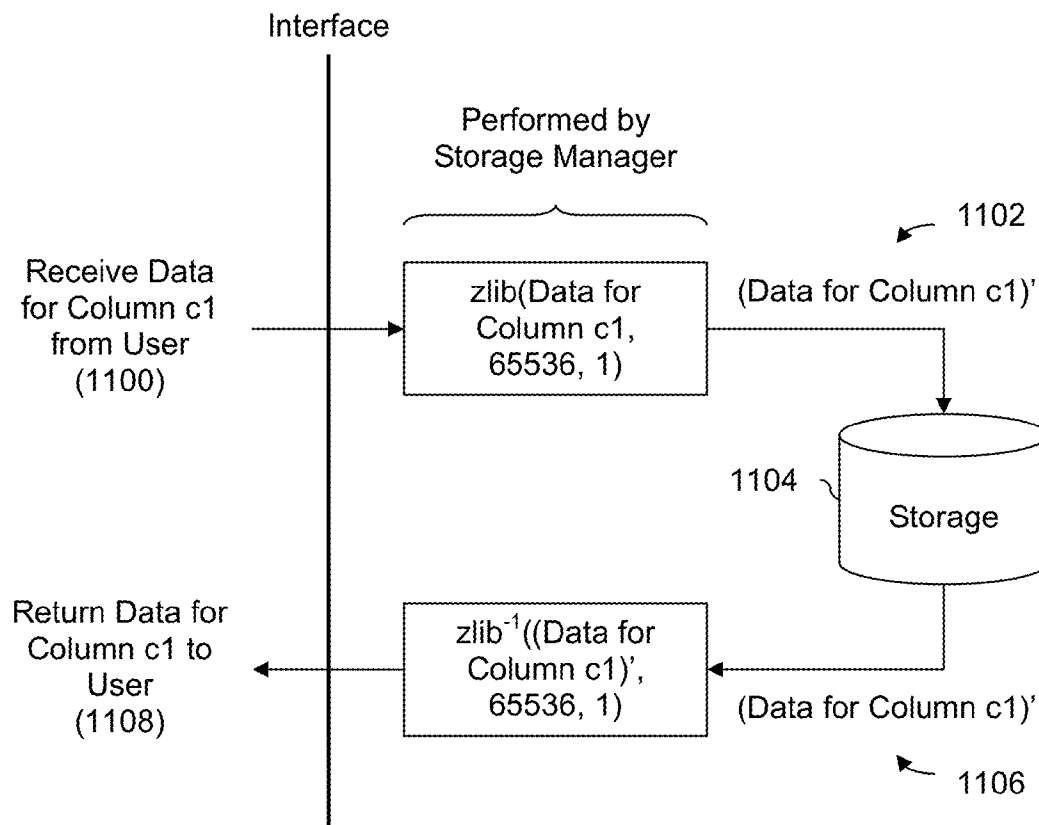 Interface
Performed by
Storage Manager
1102
Receive Data
for Column c1
from User
(1100)
zlib(Data for
Column c1,
65536, 1)
(Data for Column c1)’
1104
Storage
Return Data for
Column c1 to
User
(1108)
zlib-1((Data for
Column c1)’,
65536, 1)
(Data for Column c1)’
1106